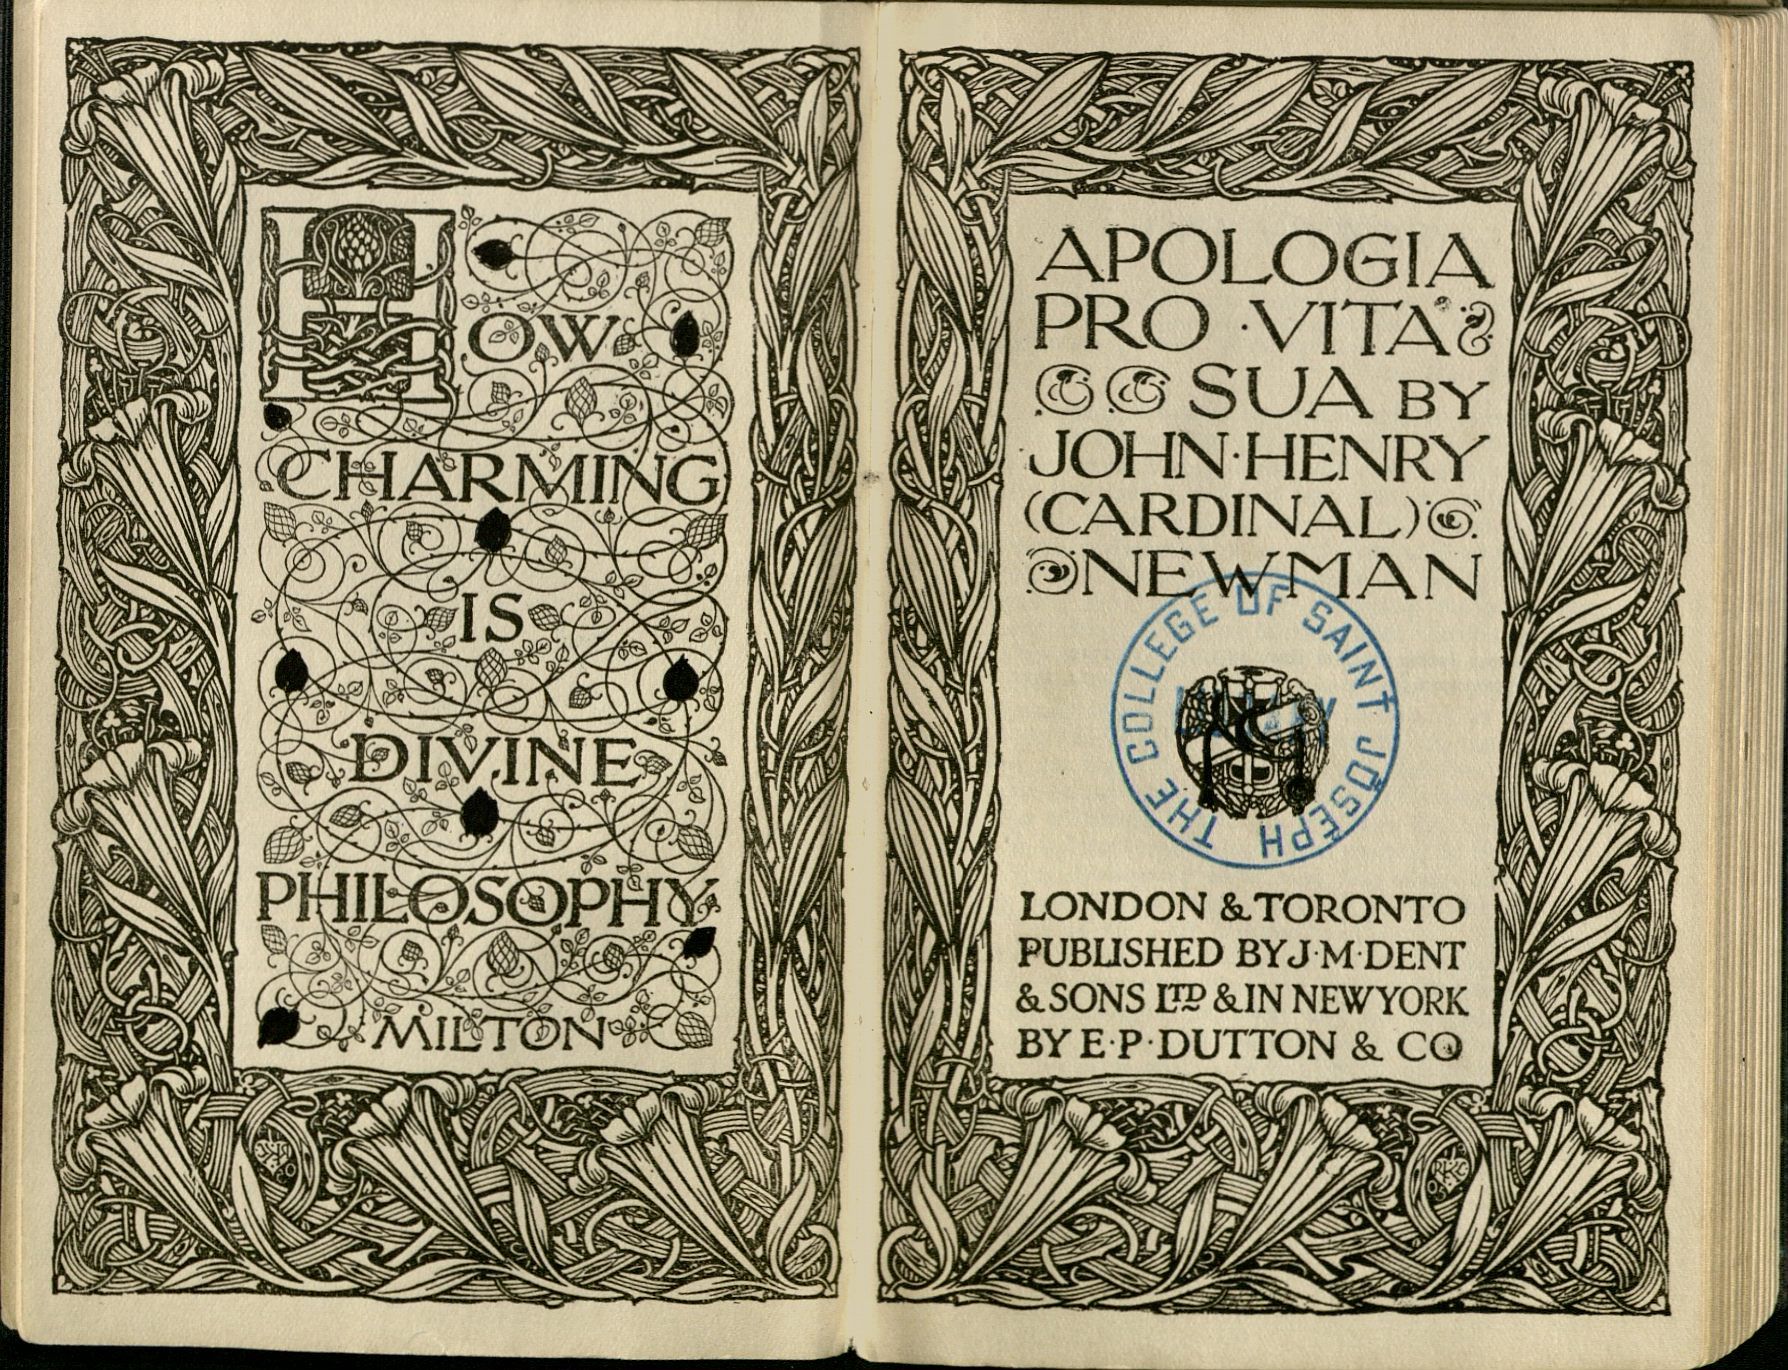 HOW
CHARMING
IS
DIVINE
PHILOSOPHY
MILTON
APOLOGIA
PRO · VITA
SUA BY
JOHN · HENRY
(CARDINAL)
NEWMAN
THE COLLEGE OF SAINT JOSEPH
LIBRARY
LONDON & TORONTO
PUBLISHED BY J · M · DENT
& SONS LTD & IN NEW YORK
BY E · P · DUTTON & CO